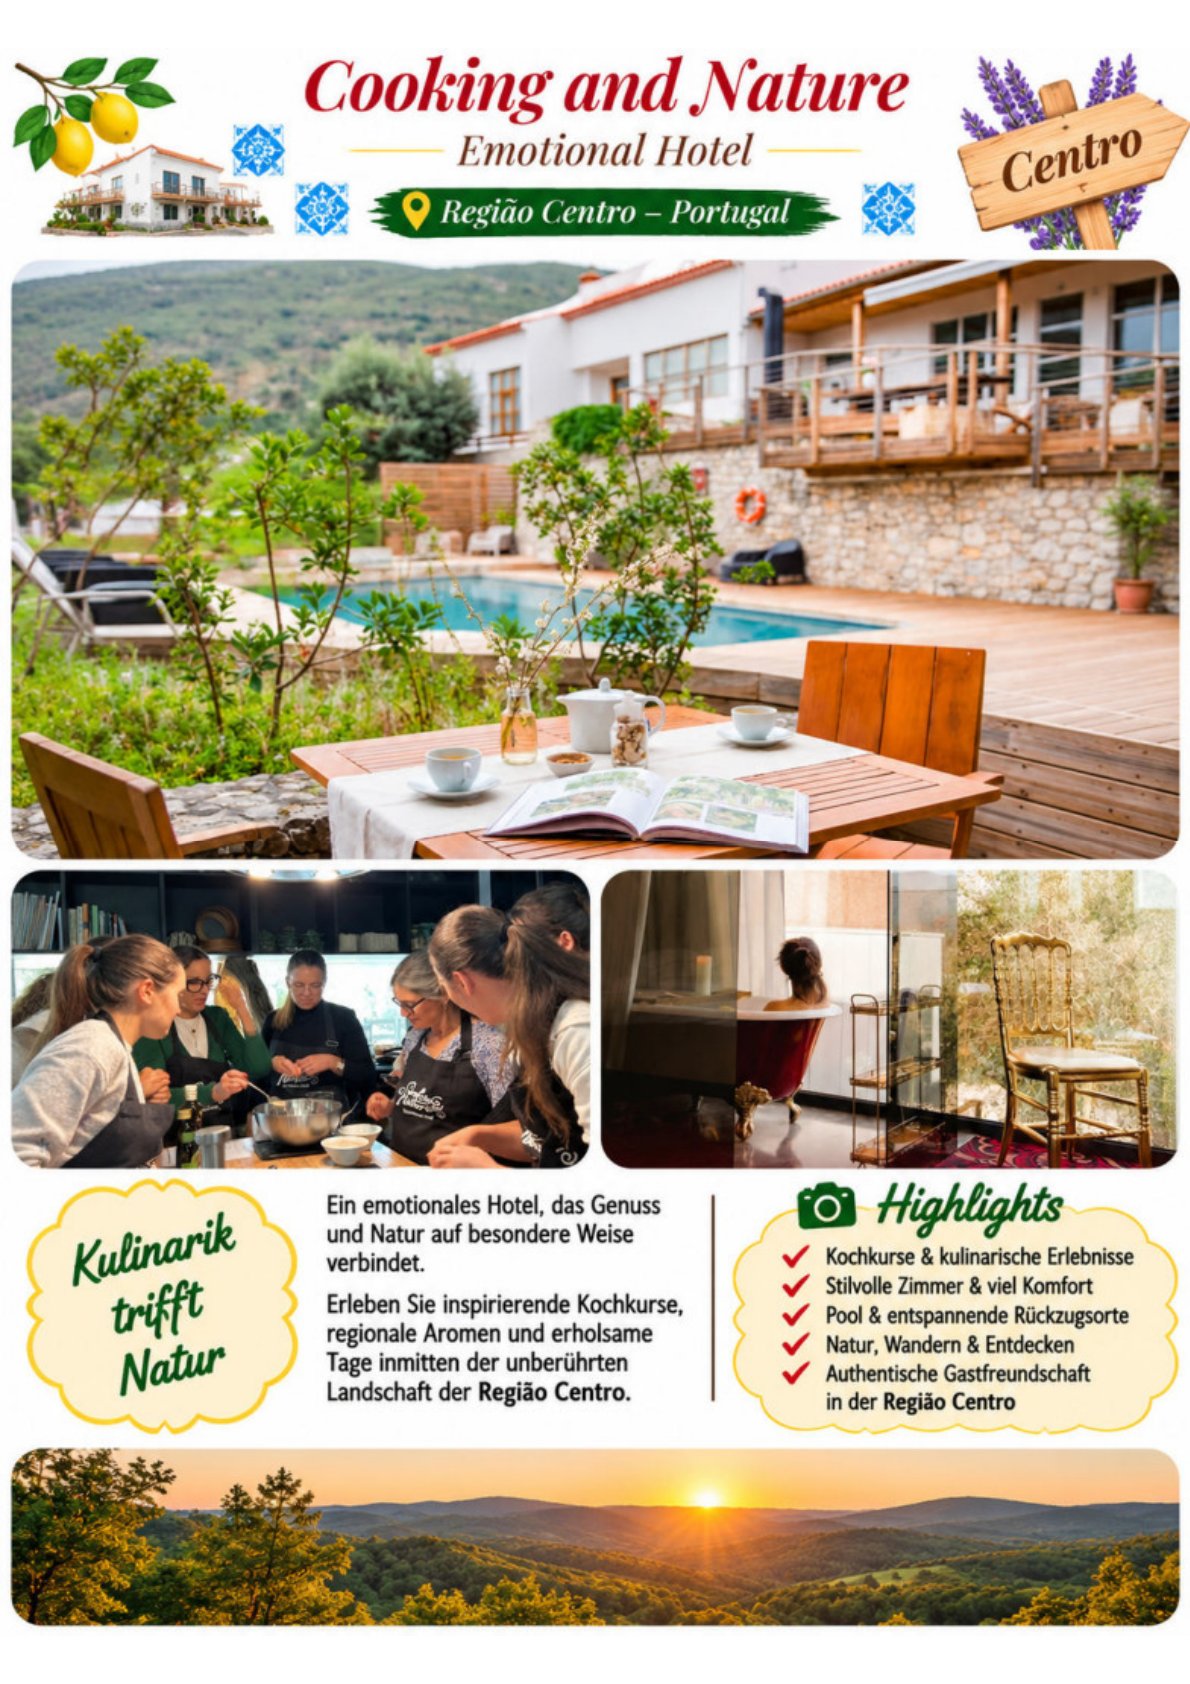 Cooking and Nature
Emotional Hotel
Região Centro – Portugal
Centro
Kulinarik
trifft
Natur
Ein emotionales Hotel, das Genuss
und Natur auf besondere Weise
verbindet.
Erleben Sie inspirierende Kochkurse,
regionale Aromen und erholsame
Tage inmitten der unberührten
Landschaft der Região Centro.
Highlights
Kochkurse & kulinarische Erlebnisse
Stilvolle Zimmer & viel Komfort
Pool & entspannende Rückzugsorte
Natur, Wandern & Entdecken
Authentische Gastfreundschaft
in der Região Centro